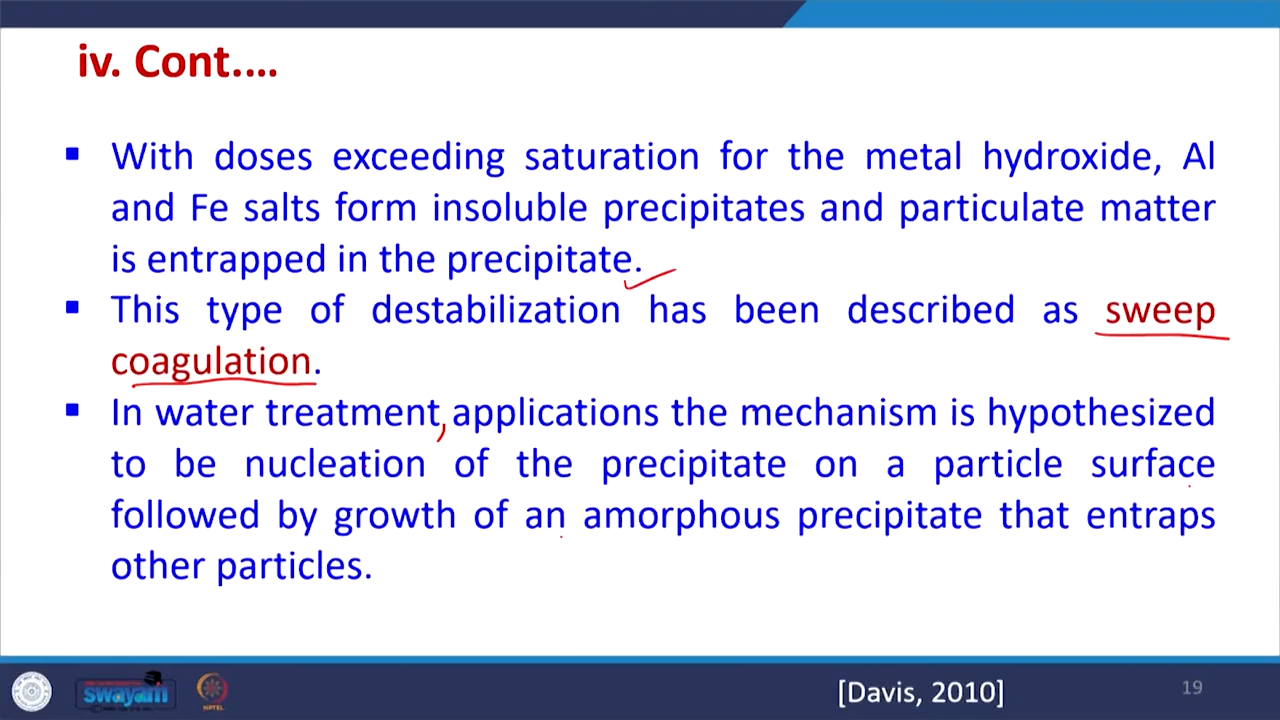 iv. Cont....
▪ With doses exceeding saturation for the metal hydroxide, Al
and Fe salts form insoluble precipitates and particulate matter
is entrapped in the precipitate.
▪ This type of destabilization has been described as sweep
coagulation.
▪ In water treatment, applications the mechanism is hypothesized
to be nucleation of the precipitate on a particle surface
followed by growth of an amorphous precipitate that entraps
other particles.
swayam
[Davis, 2010]
19